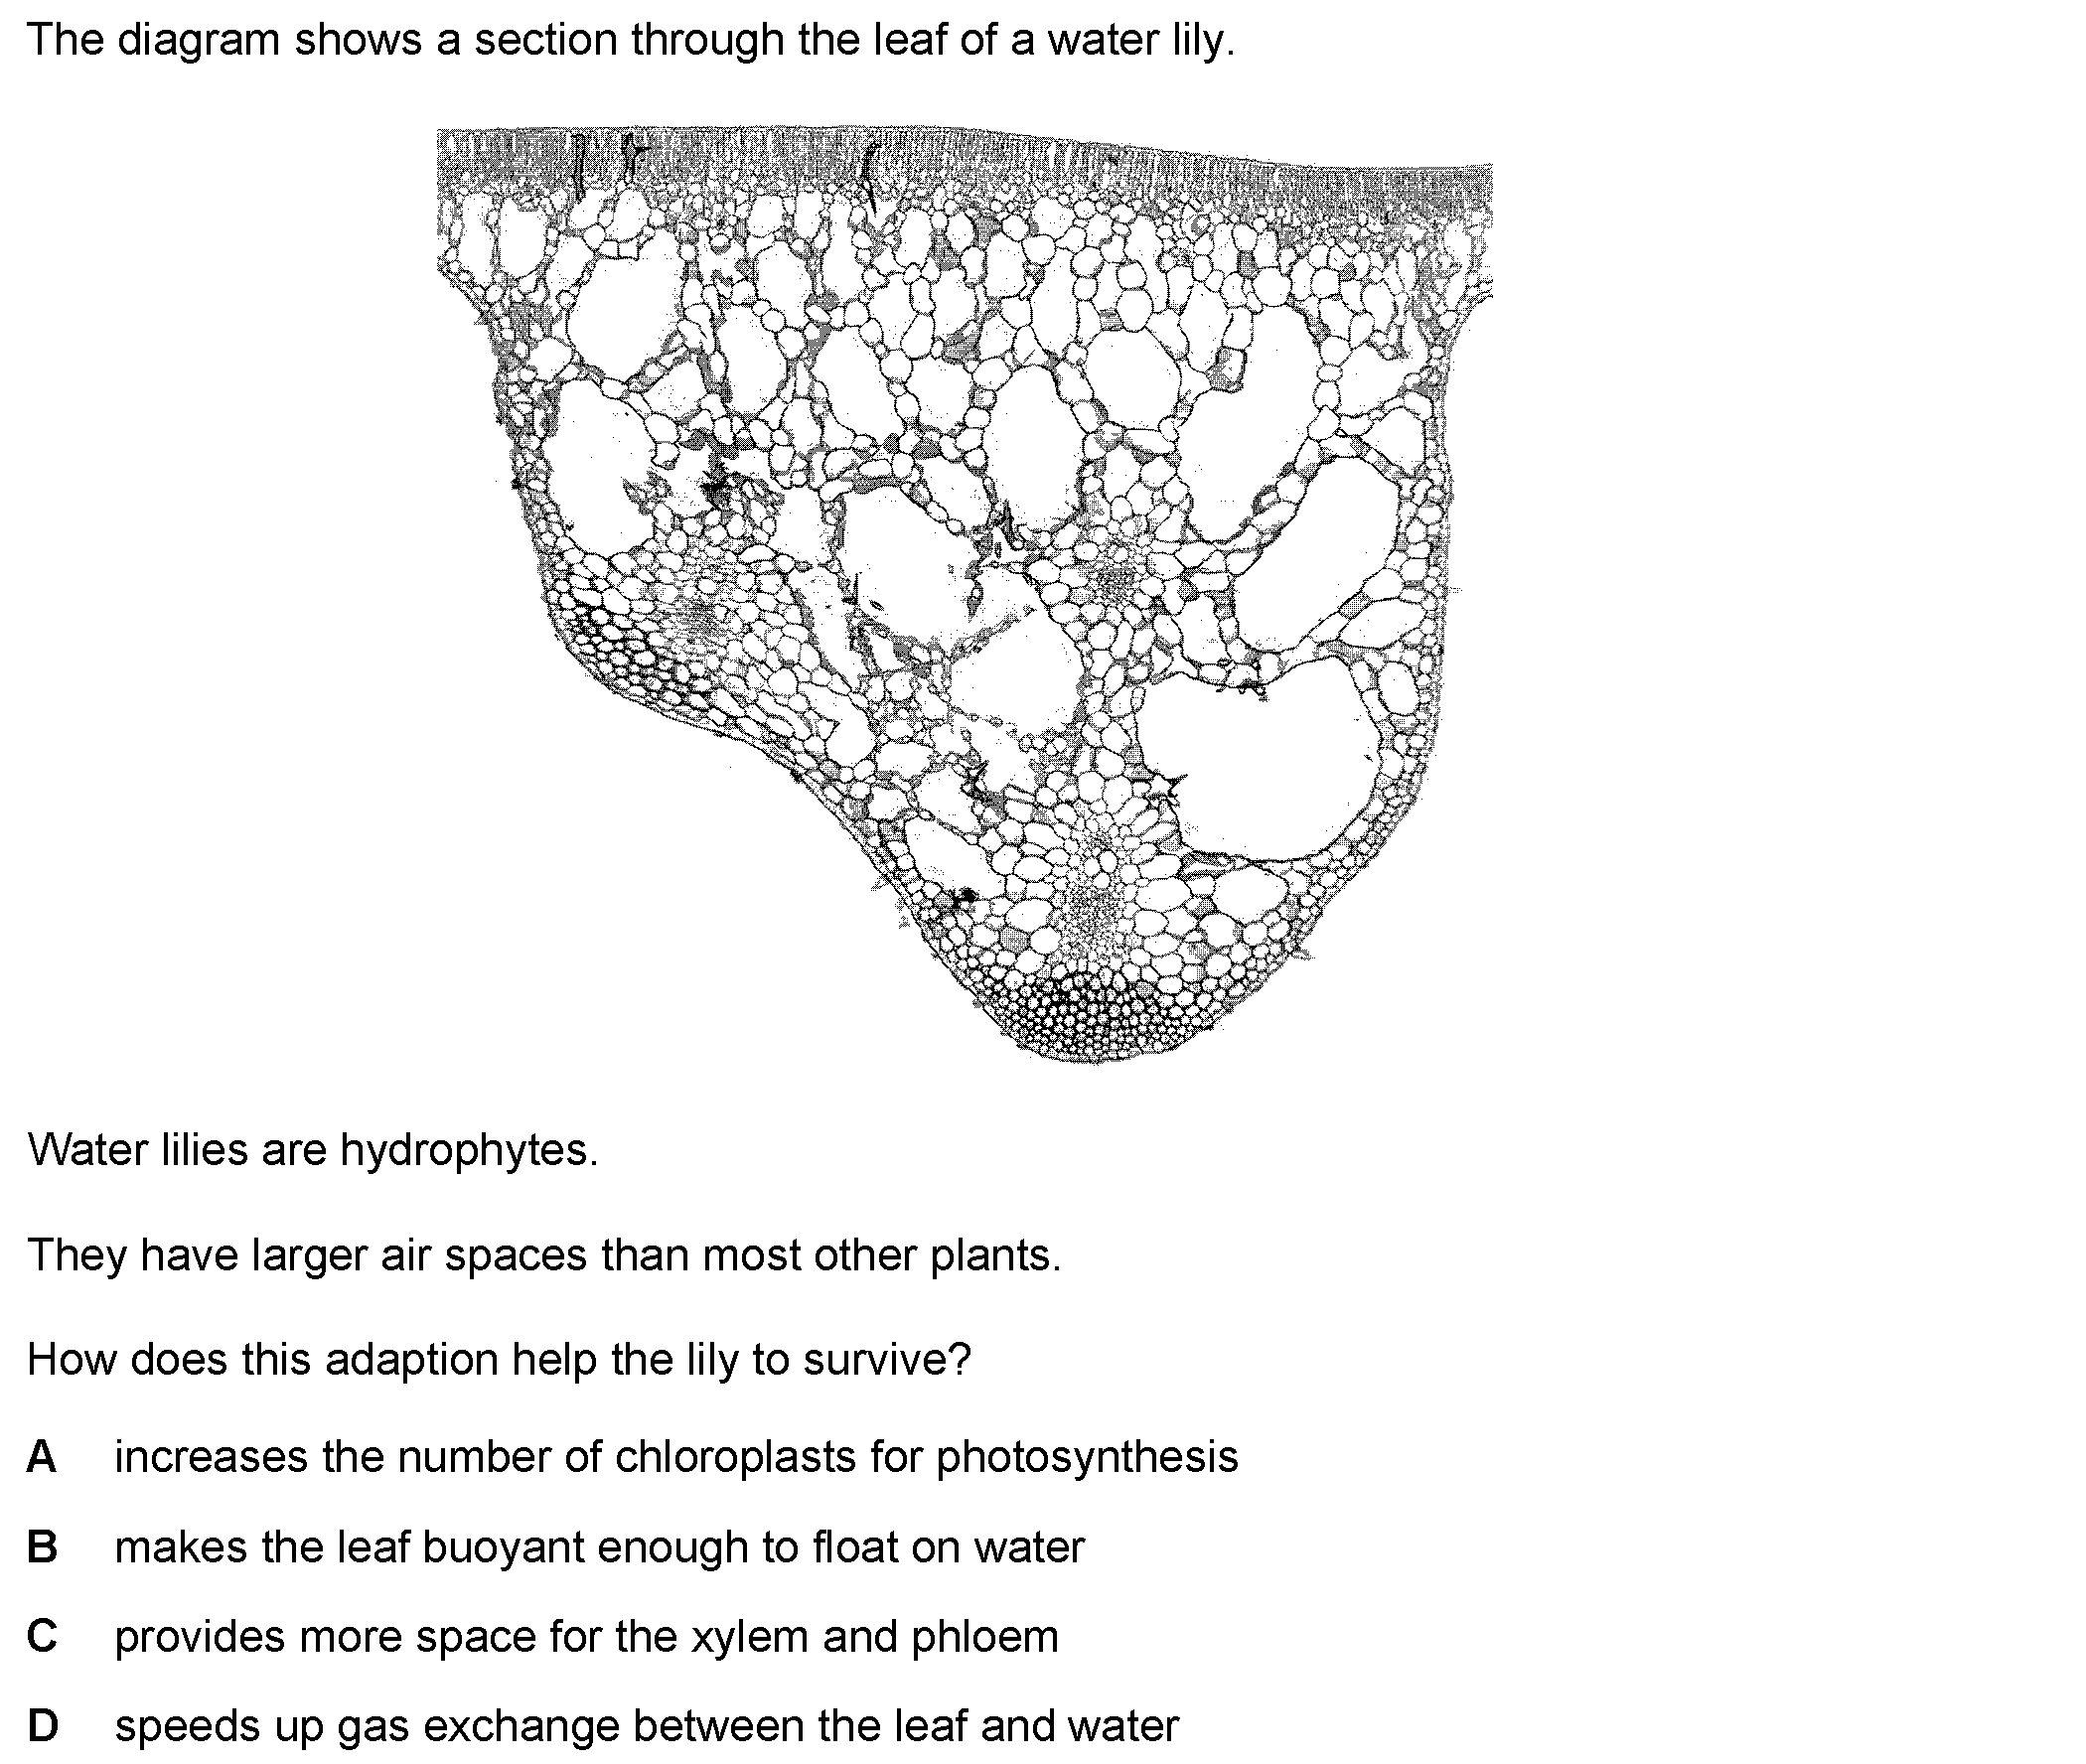 The diagram shows a section through the leaf of a water lily.
Water lilies are hydrophytes.
They have larger air spaces than most other plants.
How does this adaption help the lily to survive?
A increases the number of chloroplasts for photosynthesis
B makes the leaf buoyant enough to float on water
C provides more space for the xylem and phloem
D speeds up gas exchange between the leaf and water